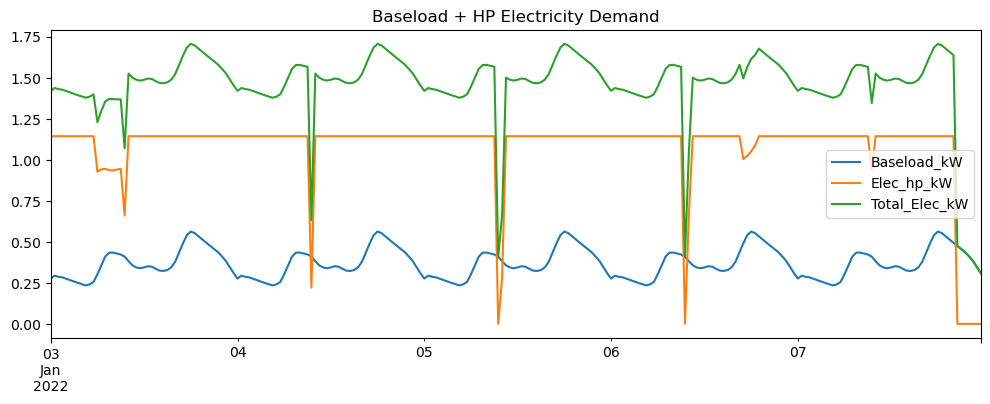 Baseload + HP Electricity Demand
1.75
1.50
1.25
1.00
0.75
0.50
0.25
0.00
Baseload_kW
Elec_hp_kW
Total_Elec_kW
03
Jan
2022
04
05
06
07